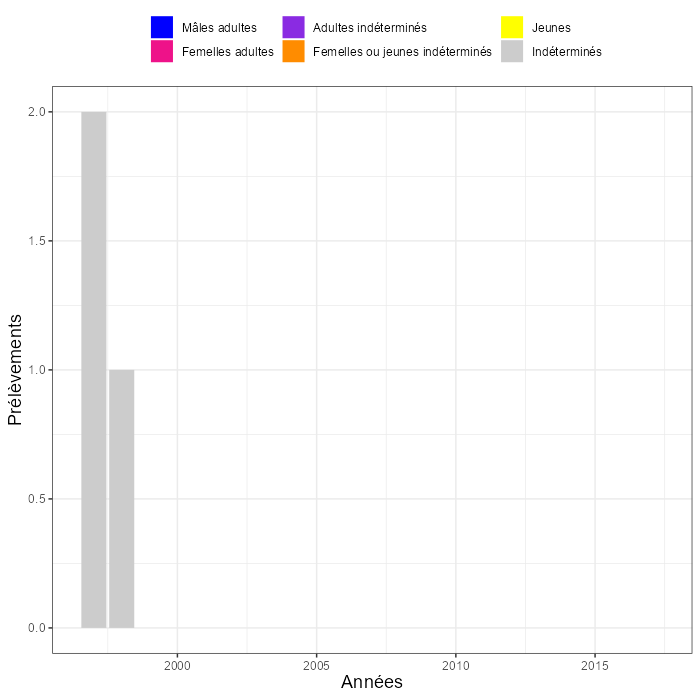 Mâles adultes
Adultes indéterminés
Jeunes
Femelles adultes
Femelles ou jeunes indéterminés
Indéterminés
2.0
1.5
1.0
0.5
0.0
Prélèvements
2000
2005
2010
2015
Années